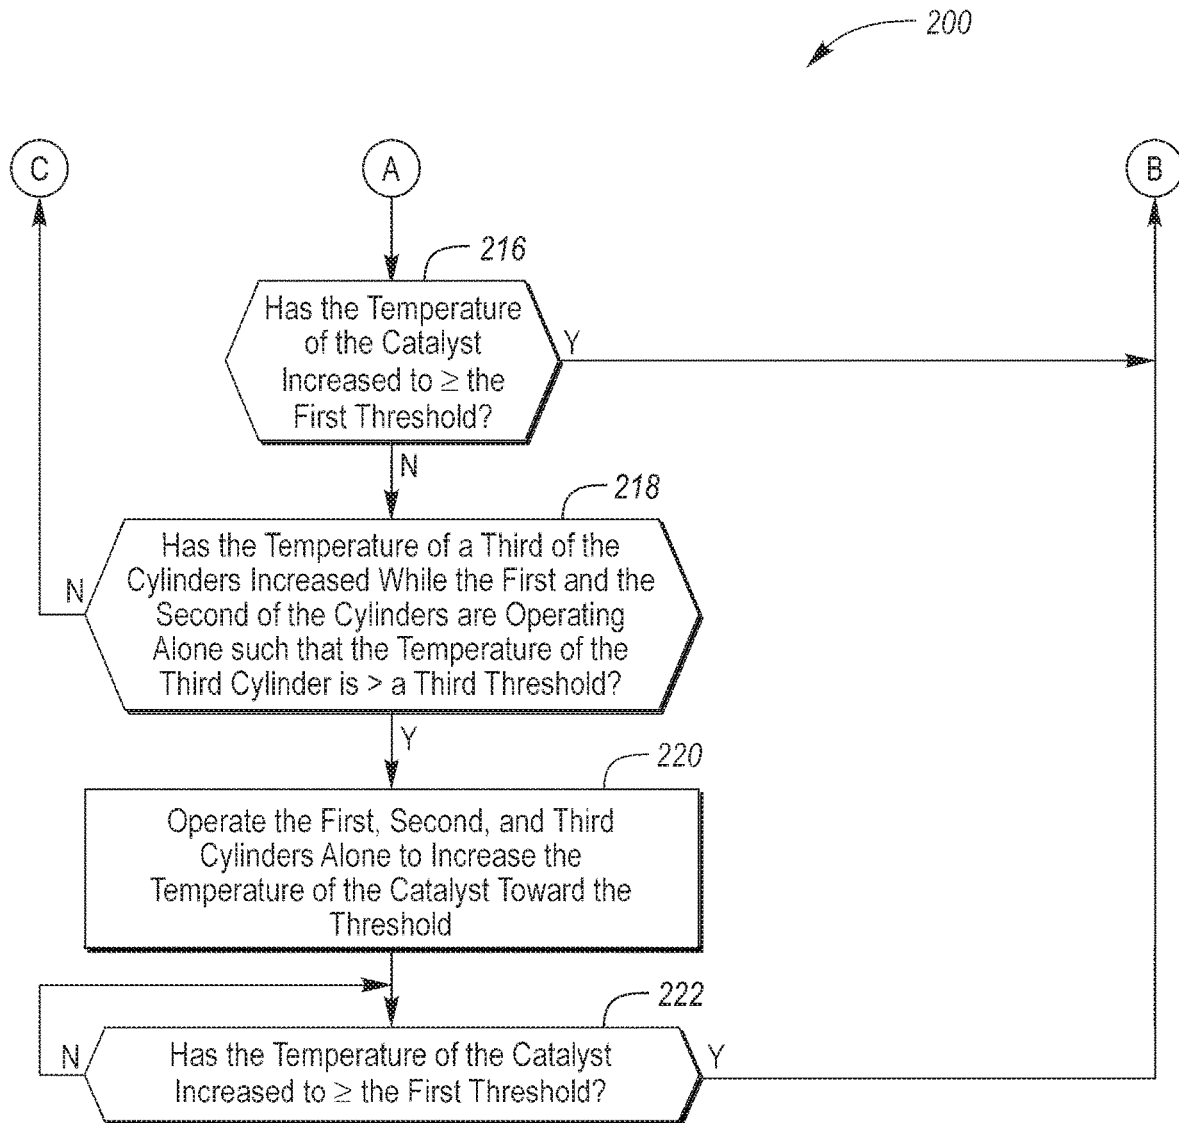 200
C
A
B
216
Has the Temperature
of the Catalyst
Increased to ≥ the
First Threshold?
Y
N
218
Has the Temperature of a Third of the
Cylinders Increased While the First and the
Second of the Cylinders are Operating
Alone such that the Temperature of the
Third Cylinder is > a Third Threshold?
N
Y
220
Operate the First, Second, and Third
Cylinders Alone to Increase the
Temperature of the Catalyst Toward the
Threshold
222
Has the Temperature of the Catalyst
Increased to ≥ the First Threshold?
N
Y